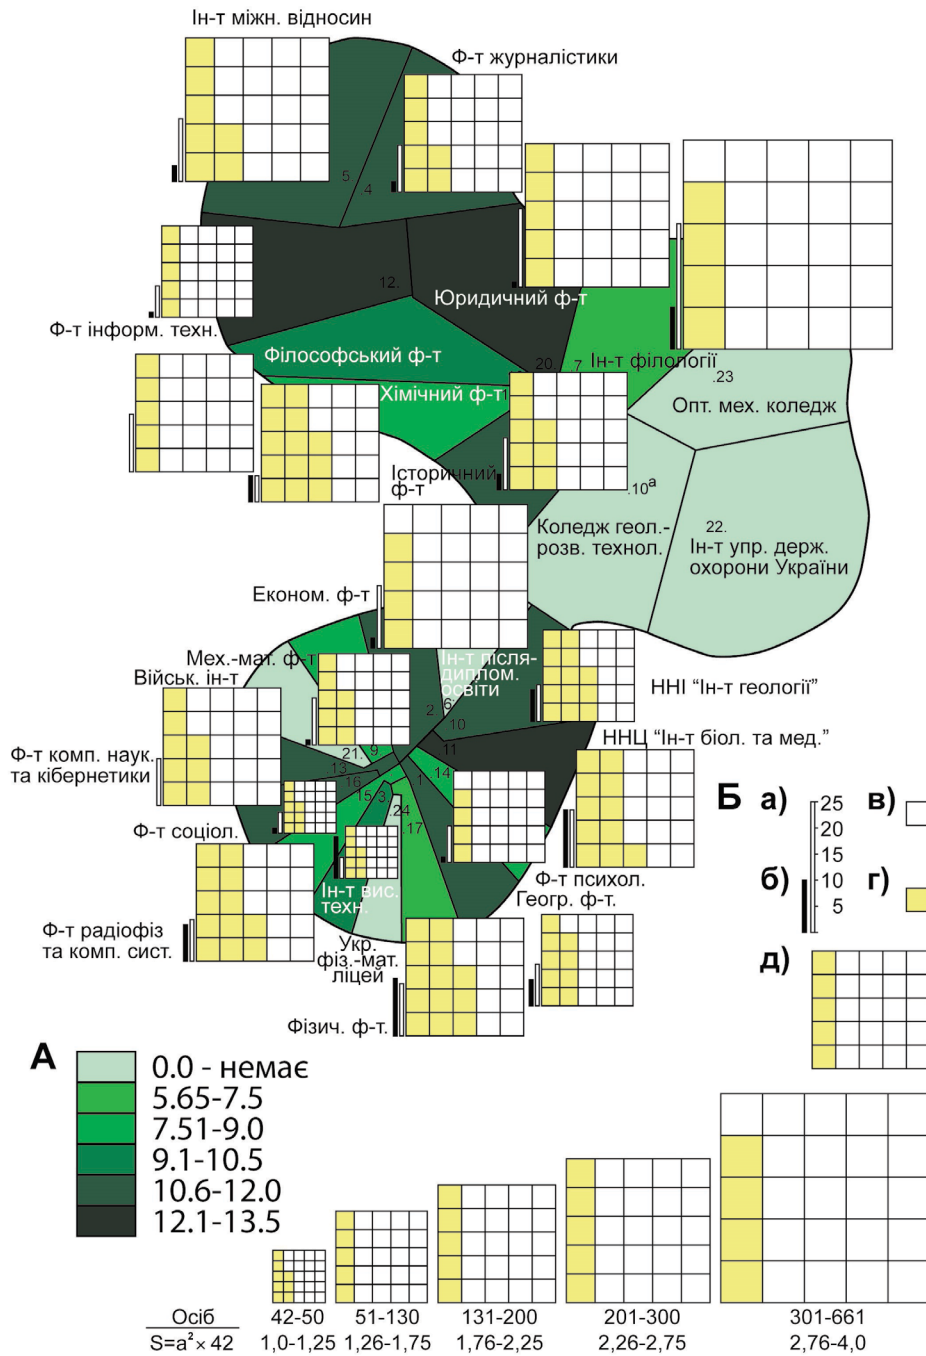 Ін-т міжн. відносин
Ф-т журналістики
5.
.4
12.
Юридичний ф-т
Ф-т інформ. техн.
Філософський ф-т
20.
.7
Ін-т філології
.23
Хімічний ф-т
Опт. мех. коледж
Історичний
ф-т
.10а
Коледж геол.-
розв. технол.
22.
Ін-т упр. держ.
охорони України
Економ. ф-т
Мех.-мат. ф-т
Військ. ін-т
Ін-т після-
диплом.
освіти
ННІ “Ін-т геології”
6
2.
10
ННЦ “Ін-т біол. та мед.”
11
21.
9
Ф-т комп. наук.
та кібернетики
13
16
15
3.
1.
.14
.24
.17
Ф-т соціол.
Ін-т вис.
техн.
Ф-т психол.
Геогр. ф-т.
Ф-т радіофіз
та комп. сист.
Укр.
фіз.-мат.
ліцей
Фізич. ф-т.
Б
а)
25
20
15
10
5
в)
б)
г)
д)
А
0.0 - немає
5.65-7.5
7.51-9.0
9.1-10.5
10.6-12.0
12.1-13.5
Осіб
42-50
51-130
131-200
201-300
301-661
S=a²× 42
1,0-1,25
1,26-1,75
1,76-2,25
2,26-2,75
2,76-4,0